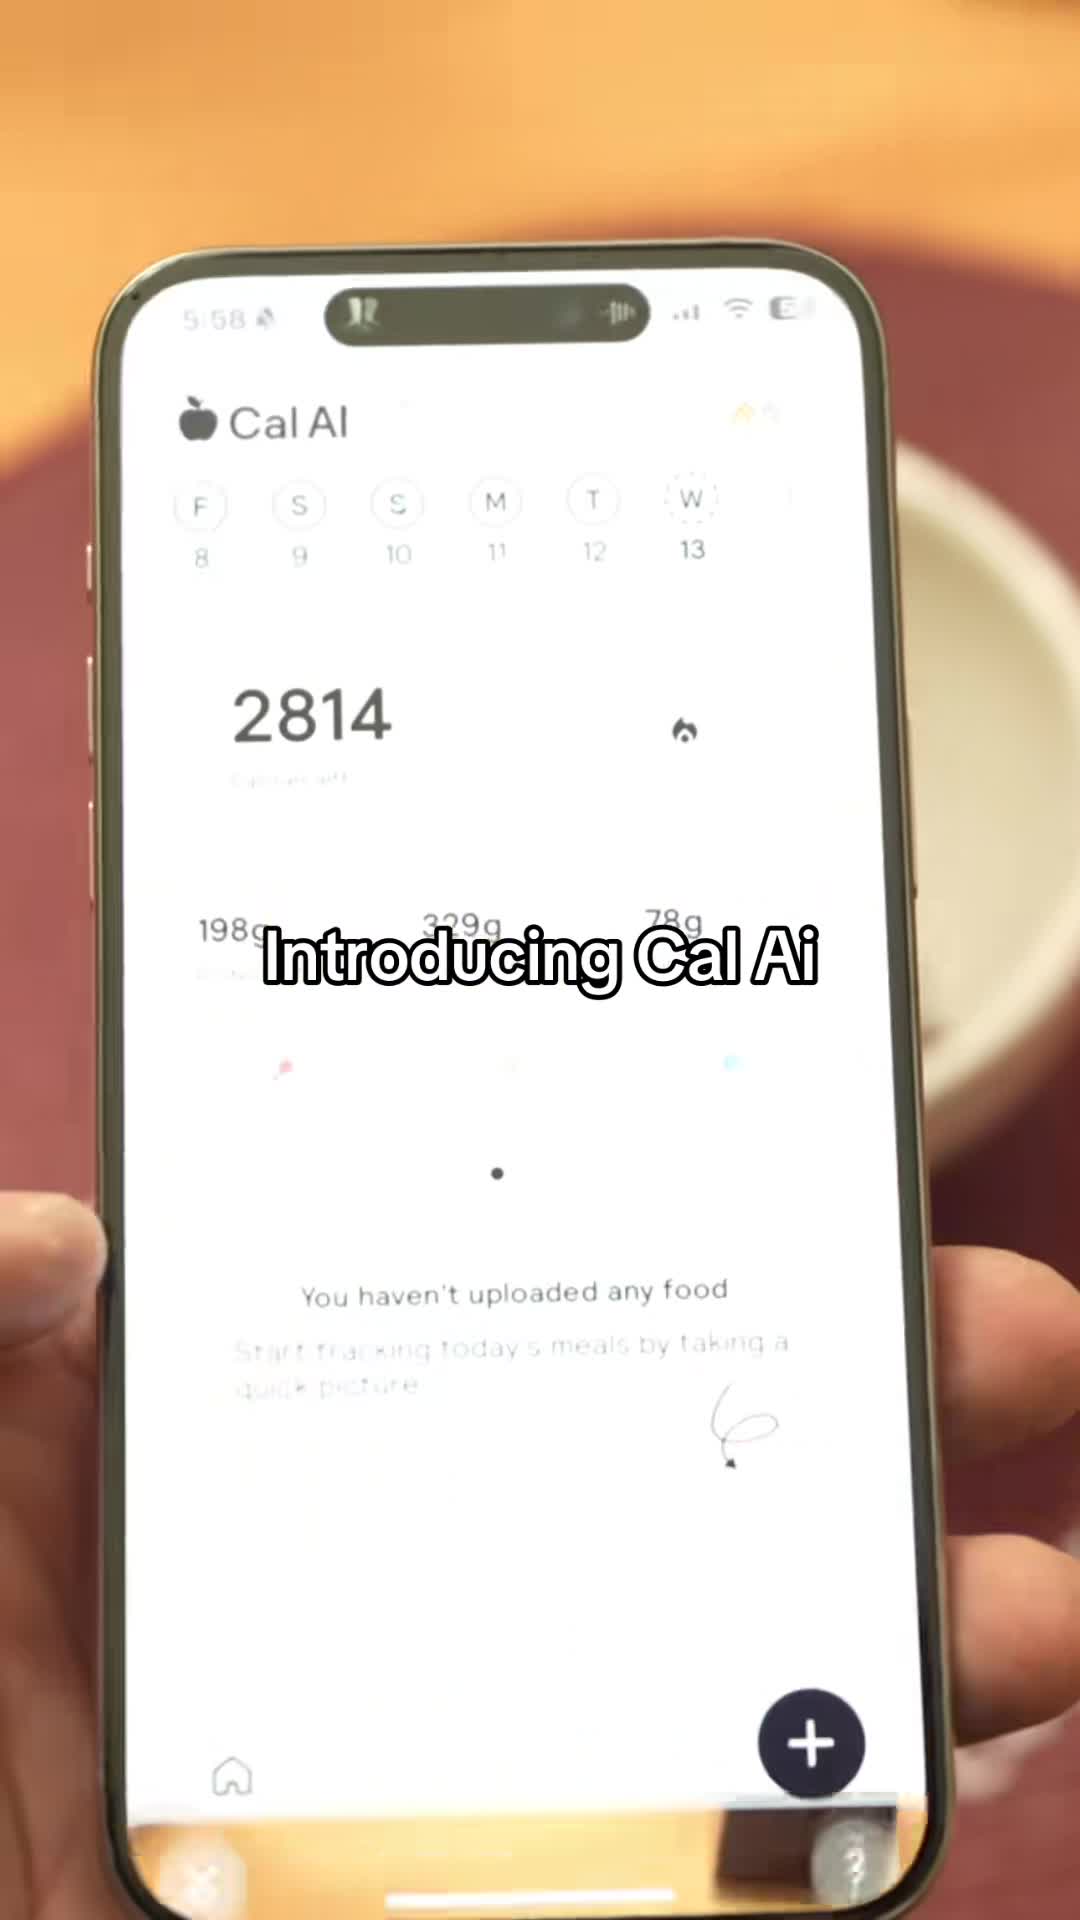 5:58
Cal AI
F S S M T W
8 9 10 11 12 13
2814
198g 329g 78g
Introducing Cal Ai
You haven't uploaded any food
Start tracking today's meals by taking a
quick picture